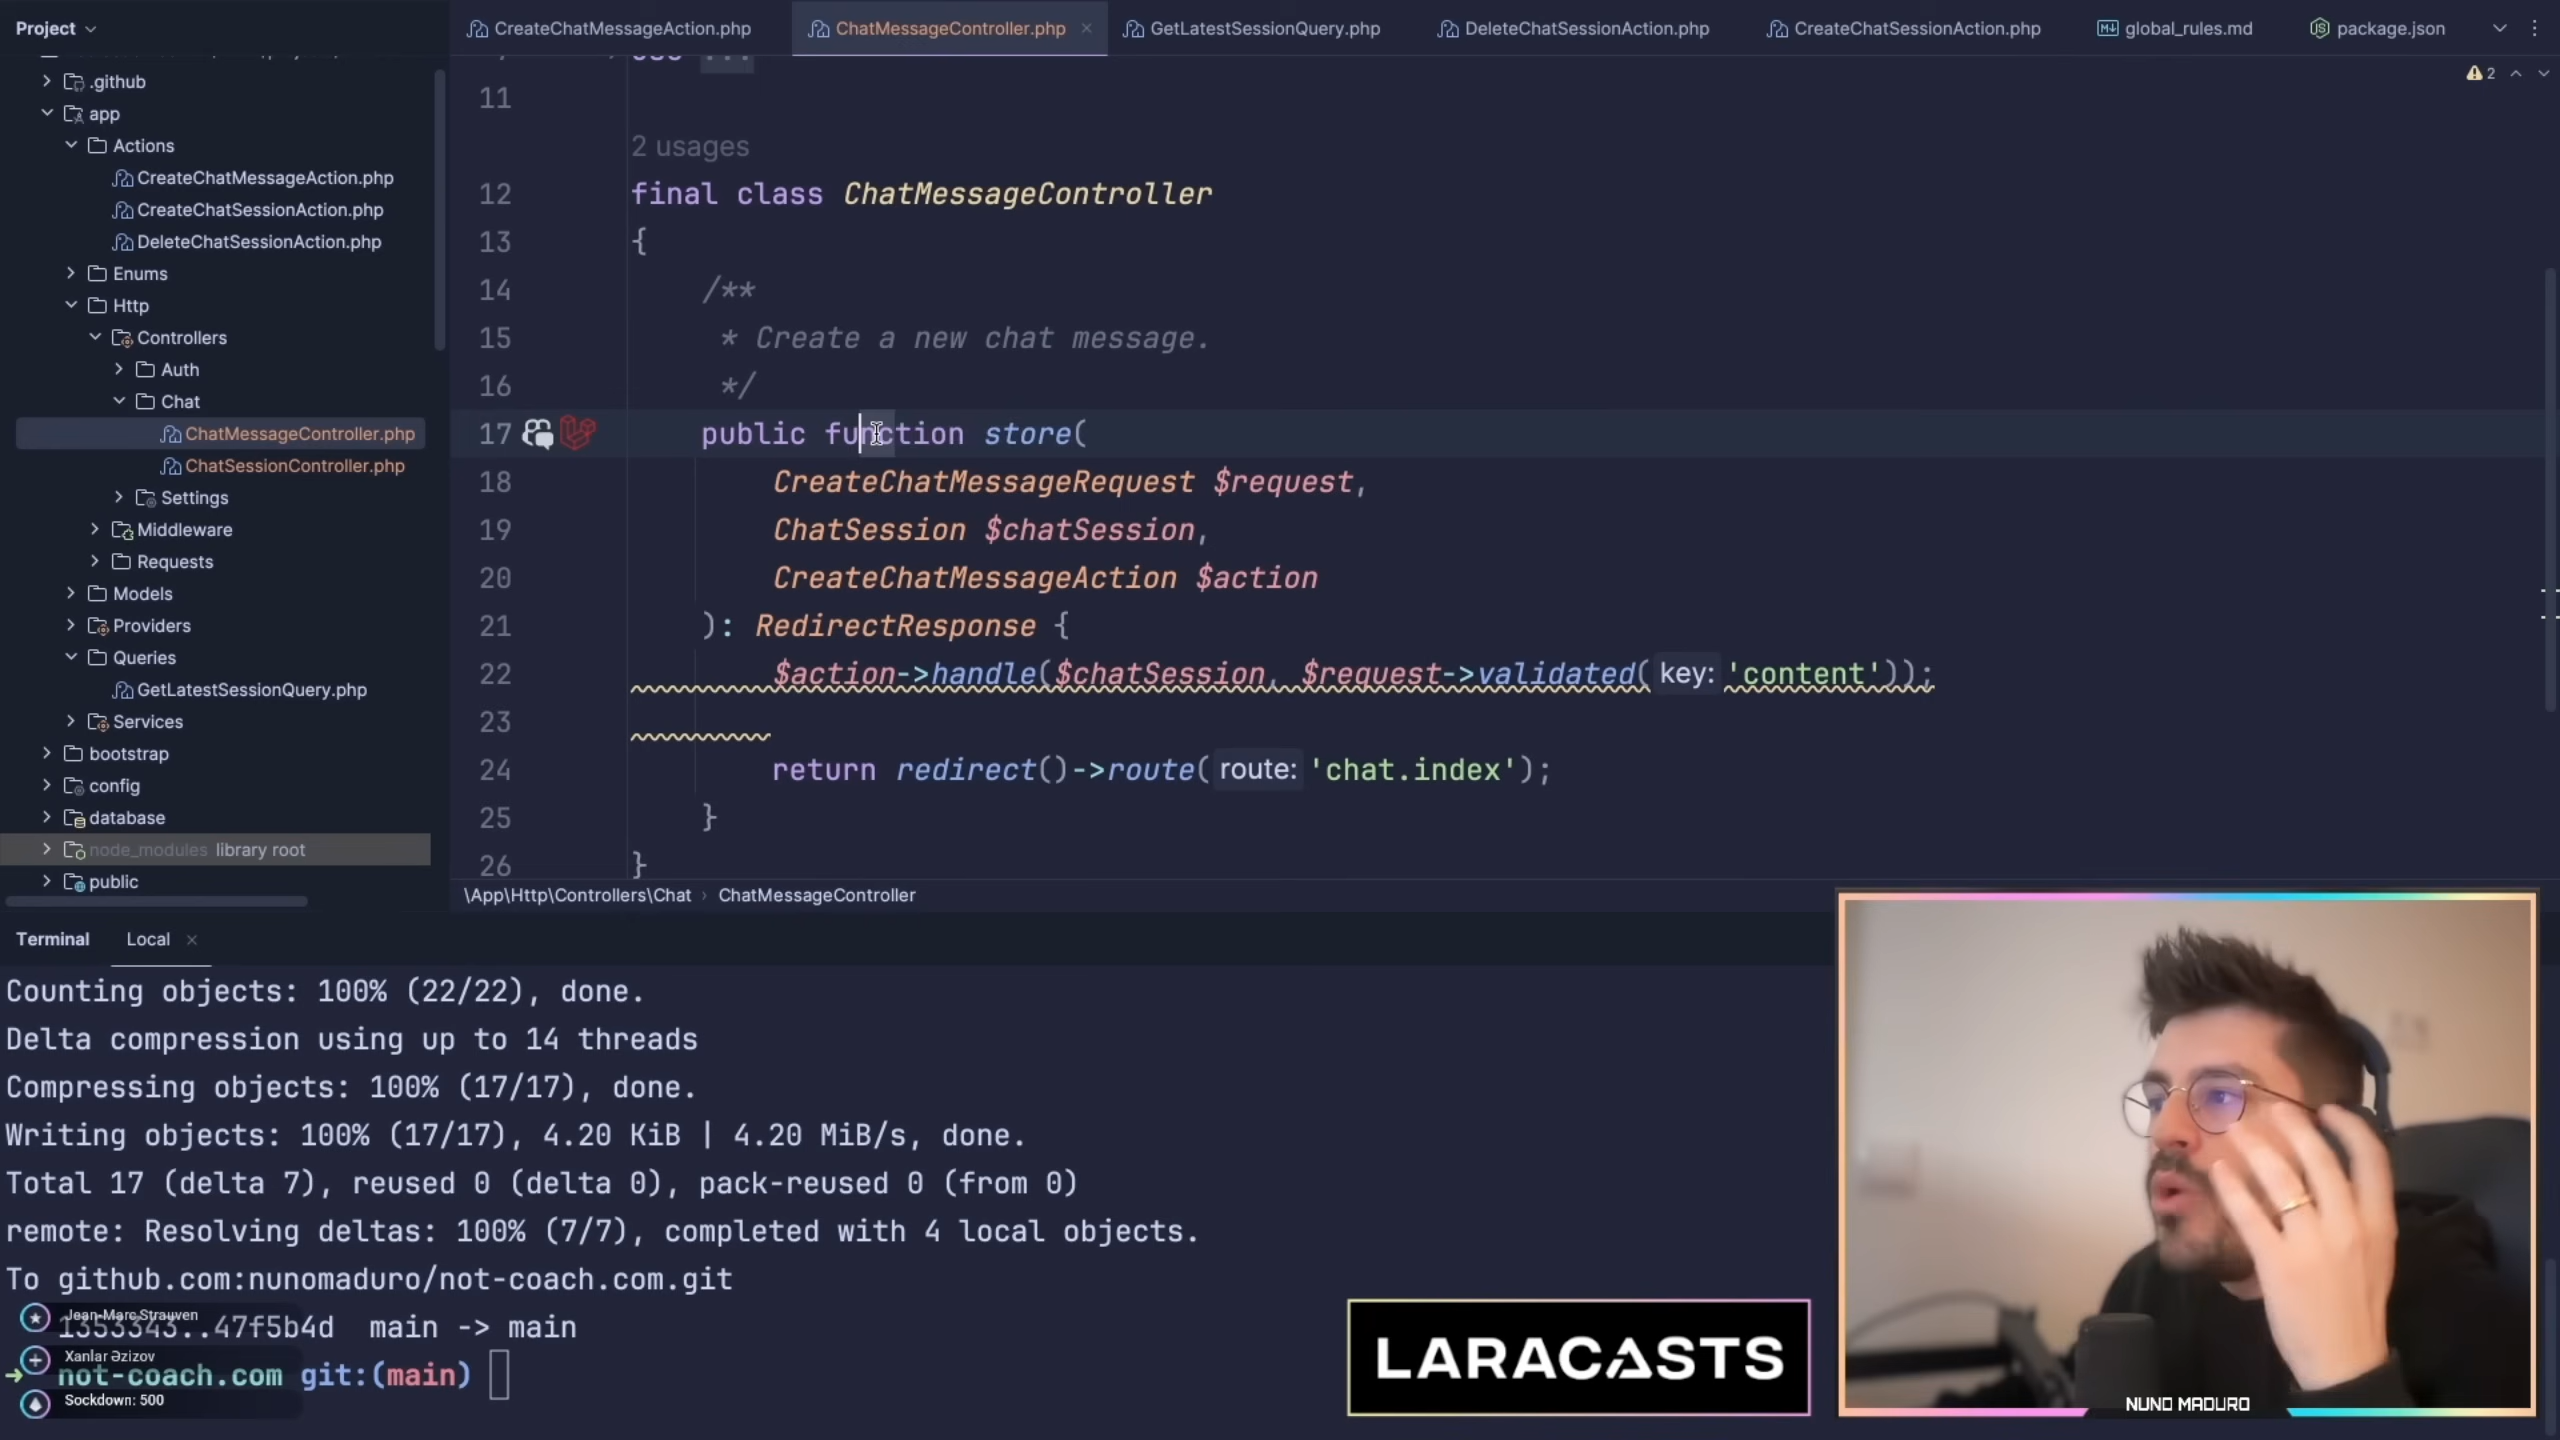 Project
CreateChatMessageAction.php
ChatMessageController.php
GetLatestSessionQuery.php
DeleteChatSessionAction.php
CreateChatSessionAction.php
global_rules.md
package.json
.github
app
Actions
CreateChatMessageAction.php
CreateChatSessionAction.php
DeleteChatSessionAction.php
Enums
Http
Controllers
Auth
Chat
ChatMessageController.php
ChatSessionController.php
Settings
Middleware
Requests
Models
Providers
Queries
GetLatestSessionQuery.php
Services
bootstrap
config
database
node_modules library root
public
2
11
2 usages
12 final class ChatMessageController
13 {
14 /**
15 * Create a new chat message.
16 */
17 public function store(
18 CreateChatMessageRequest $request,
19 ChatSession $chatSession,
20 CreateChatMessageAction $action
21 ): RedirectResponse {
22 $action->handle($chatSession, $request->validated( key: 'content'));
23
24 return redirect()->route( route: 'chat.index');
25 }
26 }
\App\Http\Controllers\Chat › ChatMessageController
Terminal Local
Counting objects: 100% (22/22), done.
Delta compression using up to 14 threads
Compressing objects: 100% (17/17), done.
Writing objects: 100% (17/17), 4.20 KiB | 4.20 MiB/s, done.
Total 17 (delta 7), reused 0 (delta 0), pack-reused 0 (from 0)
remote: Resolving deltas: 100% (7/7), completed with 4 local objects.
To github.com:nunomaduro/not-coach.com.git
Jean-Marc Strauven
1353343..47f5b4d main -> main
Xanlar Əzizov
➜ not-coach.com git:(main)
Sockdown: 500
LARACASTS
NUNO MADURO